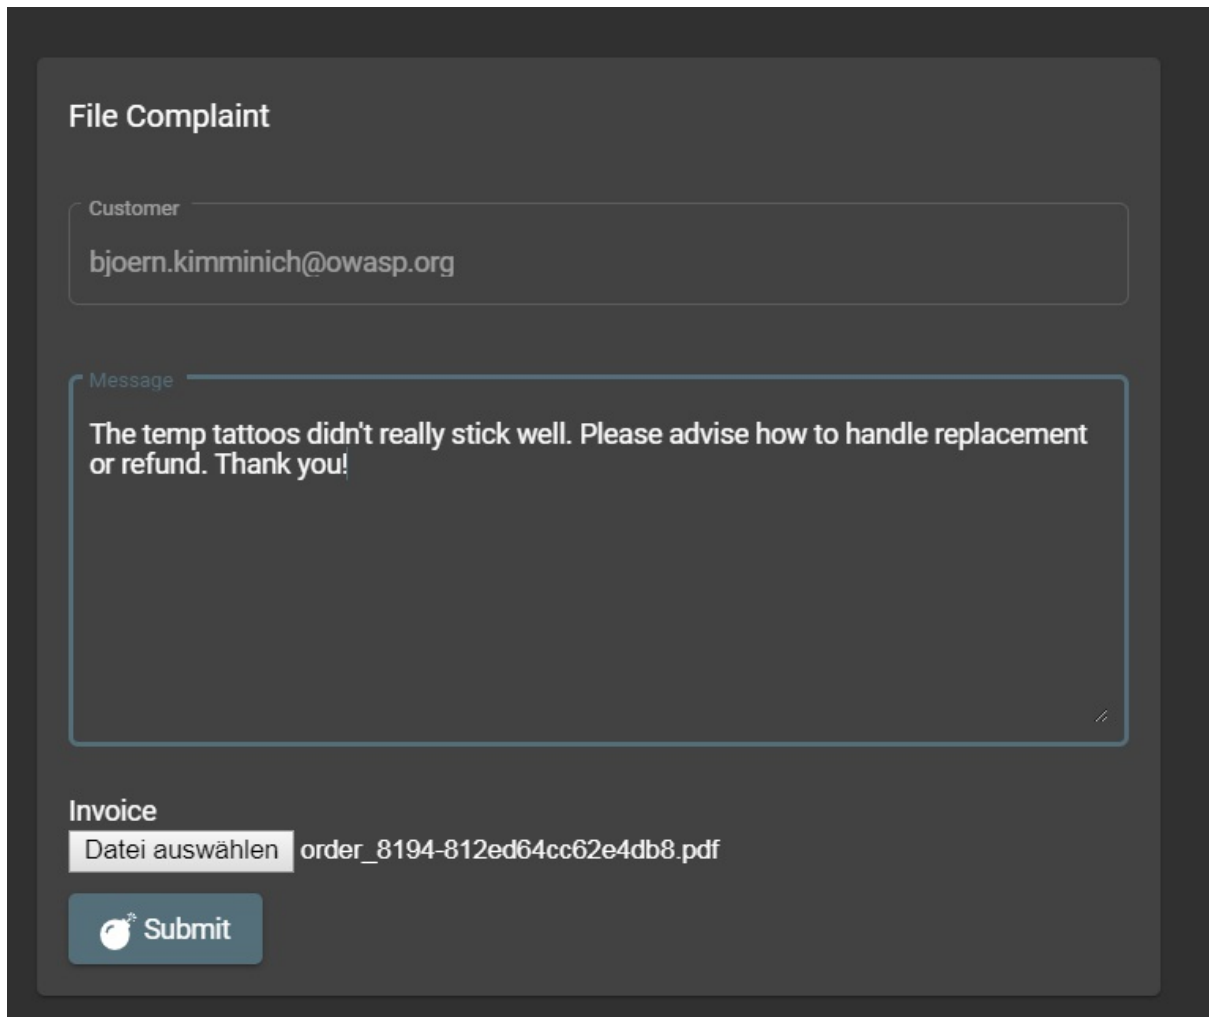 File Complaint
Customer
bjoern.kimminich@owasp.org
Message
The temp tattoos didn't really stick well. Please advise how to handle replacement
or refund. Thank you!
Invoice
Datei auswählen order_8194-812ed64cc62e4db8.pdf
Submit